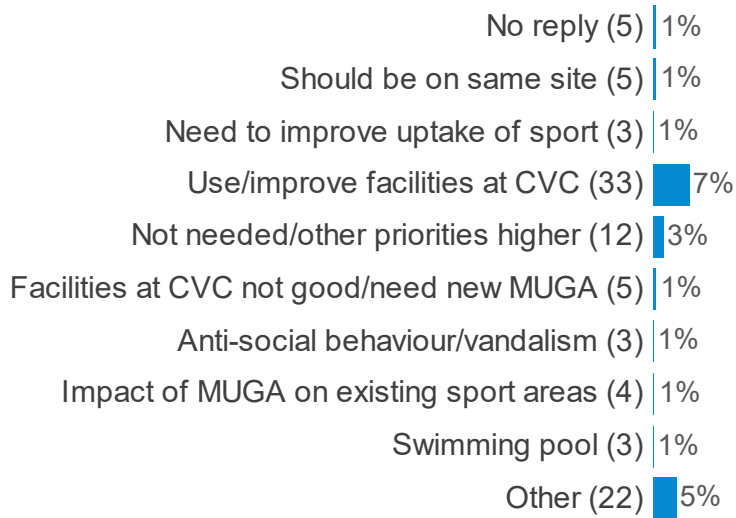 No reply (5) 1%
Should be on same site (5) 1%
Need to improve uptake of sport (3) 1%
Use/improve facilities at CVC (33) 7%
Not needed/other priorities higher (12) 3%
Facilities at CVC not good/need new MUGA (5) 1%
Anti-social behaviour/vandalism (3) 1%
Impact of MUGA on existing sport areas (4) 1%
Swimming pool (3) 1%
Other (22) 5%